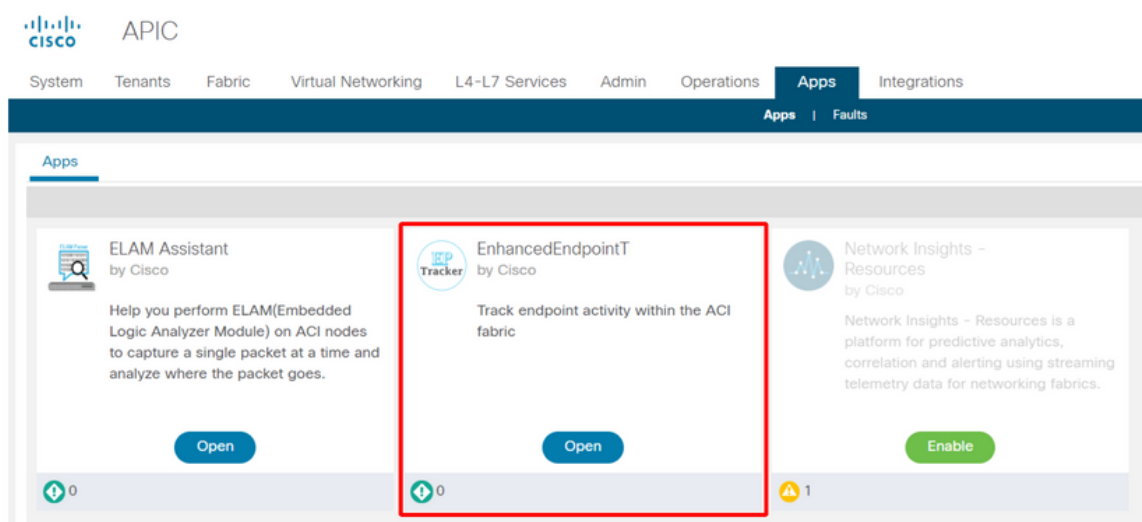 CISCO
APIC
System Tenants Fabric Virtual Networking L4-L7 Services Admin Operations Apps Integrations
Apps | Faults
Apps
ELAM Assistant
by Cisco
Help you perform ELAM(Embedded
Logic Analyzer Module) on ACI nodes
to capture a single packet at a time and
analyze where the packet goes.
Open
0
EP
Tracker
EnhancedEndpointT
by Cisco
Track endpoint activity within the ACI
fabric
Open
0
Network Insights -
Resources
by Cisco
Network Insights - Resources is a
platform for predictive analytics,
correlation and alerting using streaming
telemetry data for networking fabrics.
Enable
1